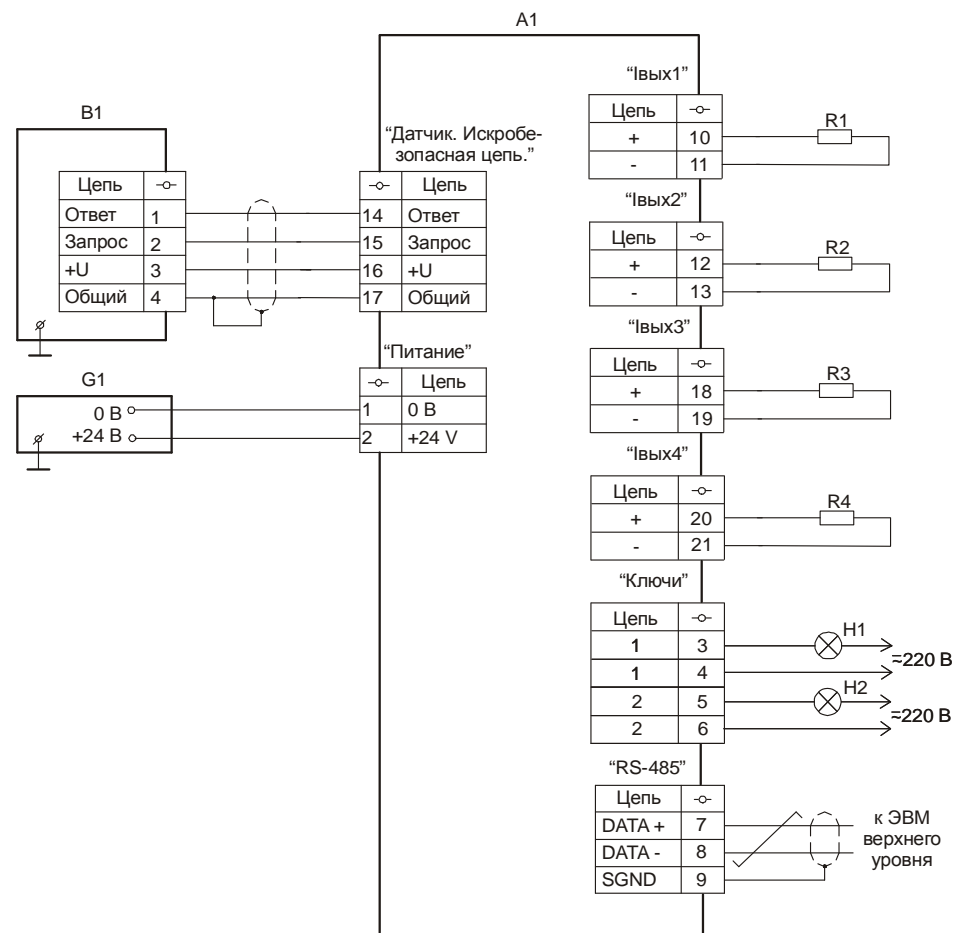 A1
B1
Цепь
Ответ 1
Запрос 2
+U 3
Общий 4
G1
0 В
+24 В
“Датчик. Искробе-
зопасная цепь.”
Цепь
14 Ответ
15 Запрос
16 +U
17 Общий
“Питание”
Цепь
1 0 В
2 +24 V
“Iвых1”
Цепь
+ 10
- 11
R1
“Iвых2”
Цепь
+ 12
- 13
R2
“Iвых3”
Цепь
+ 18
- 19
R3
“Iвых4”
Цепь
+ 20
- 21
R4
“Ключи”
Цепь
1 3
1 4
2 5
2 6
H1
≂220 В
H2
≂220 В
“RS-485”
Цепь
DATA + 7
DATA - 8
SGND 9
к ЭВМ
верхнего
уровня